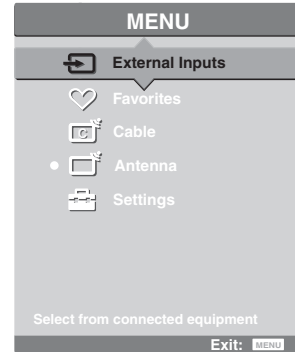 MENU
External Inputs
Favorites
C Cable
Antenna
Settings
Select from connected equipment
Exit: MENU